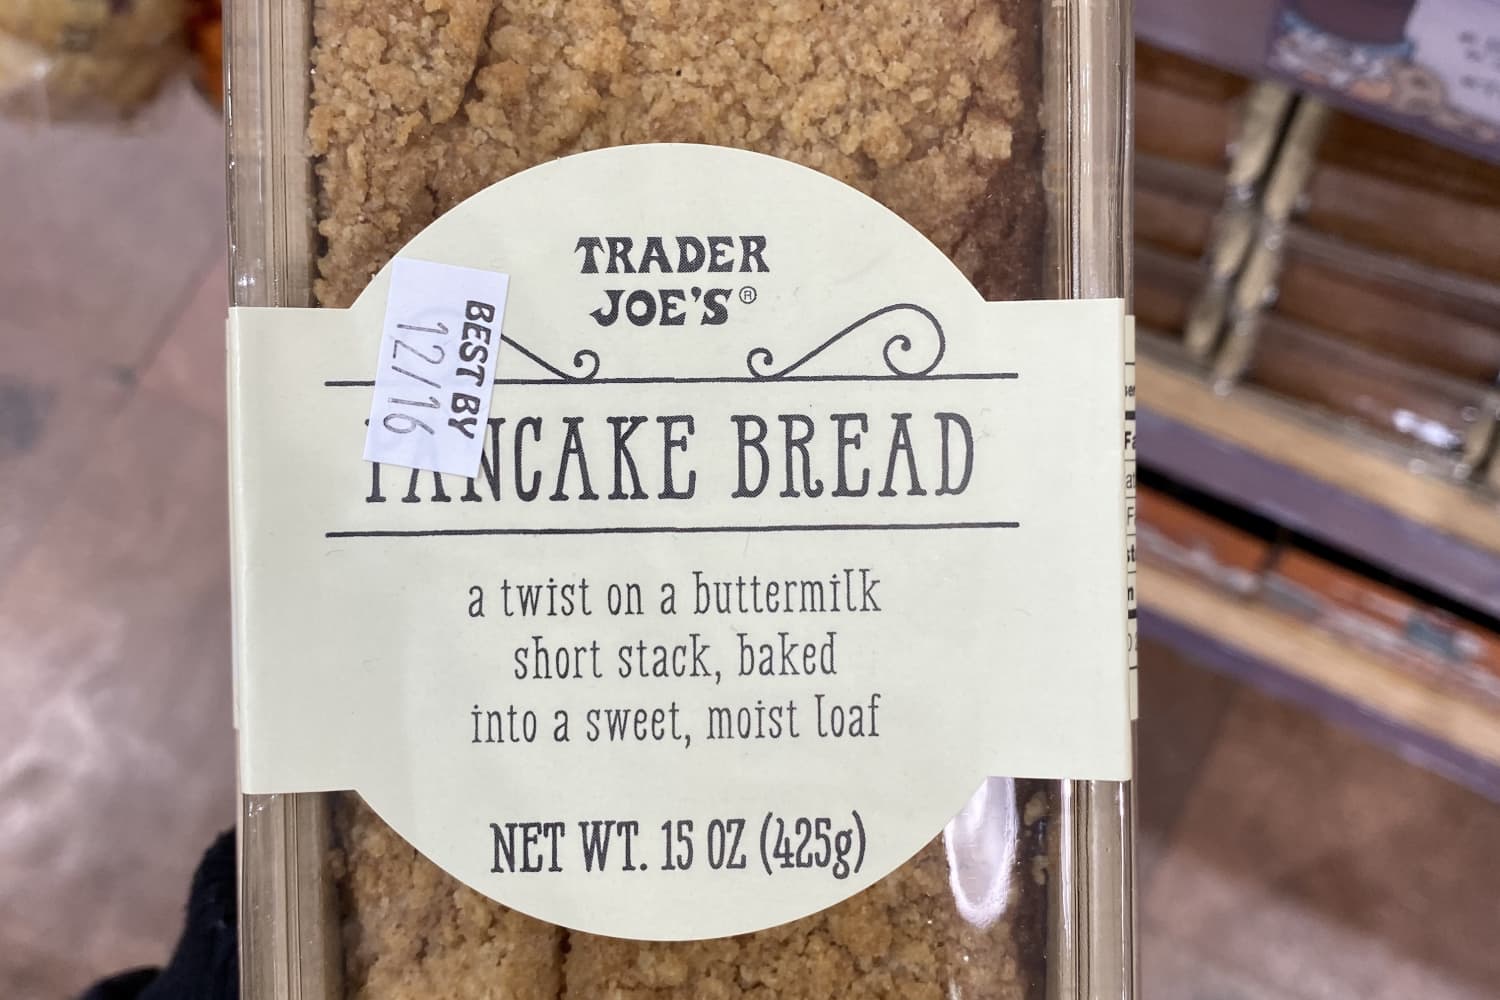 TRADER
JOE'S®
BEST BY
12/16
PANCAKE BREAD
a twist on a buttermilk
short stack, baked
into a sweet, moist loaf
NET WT. 15 OZ (425g)